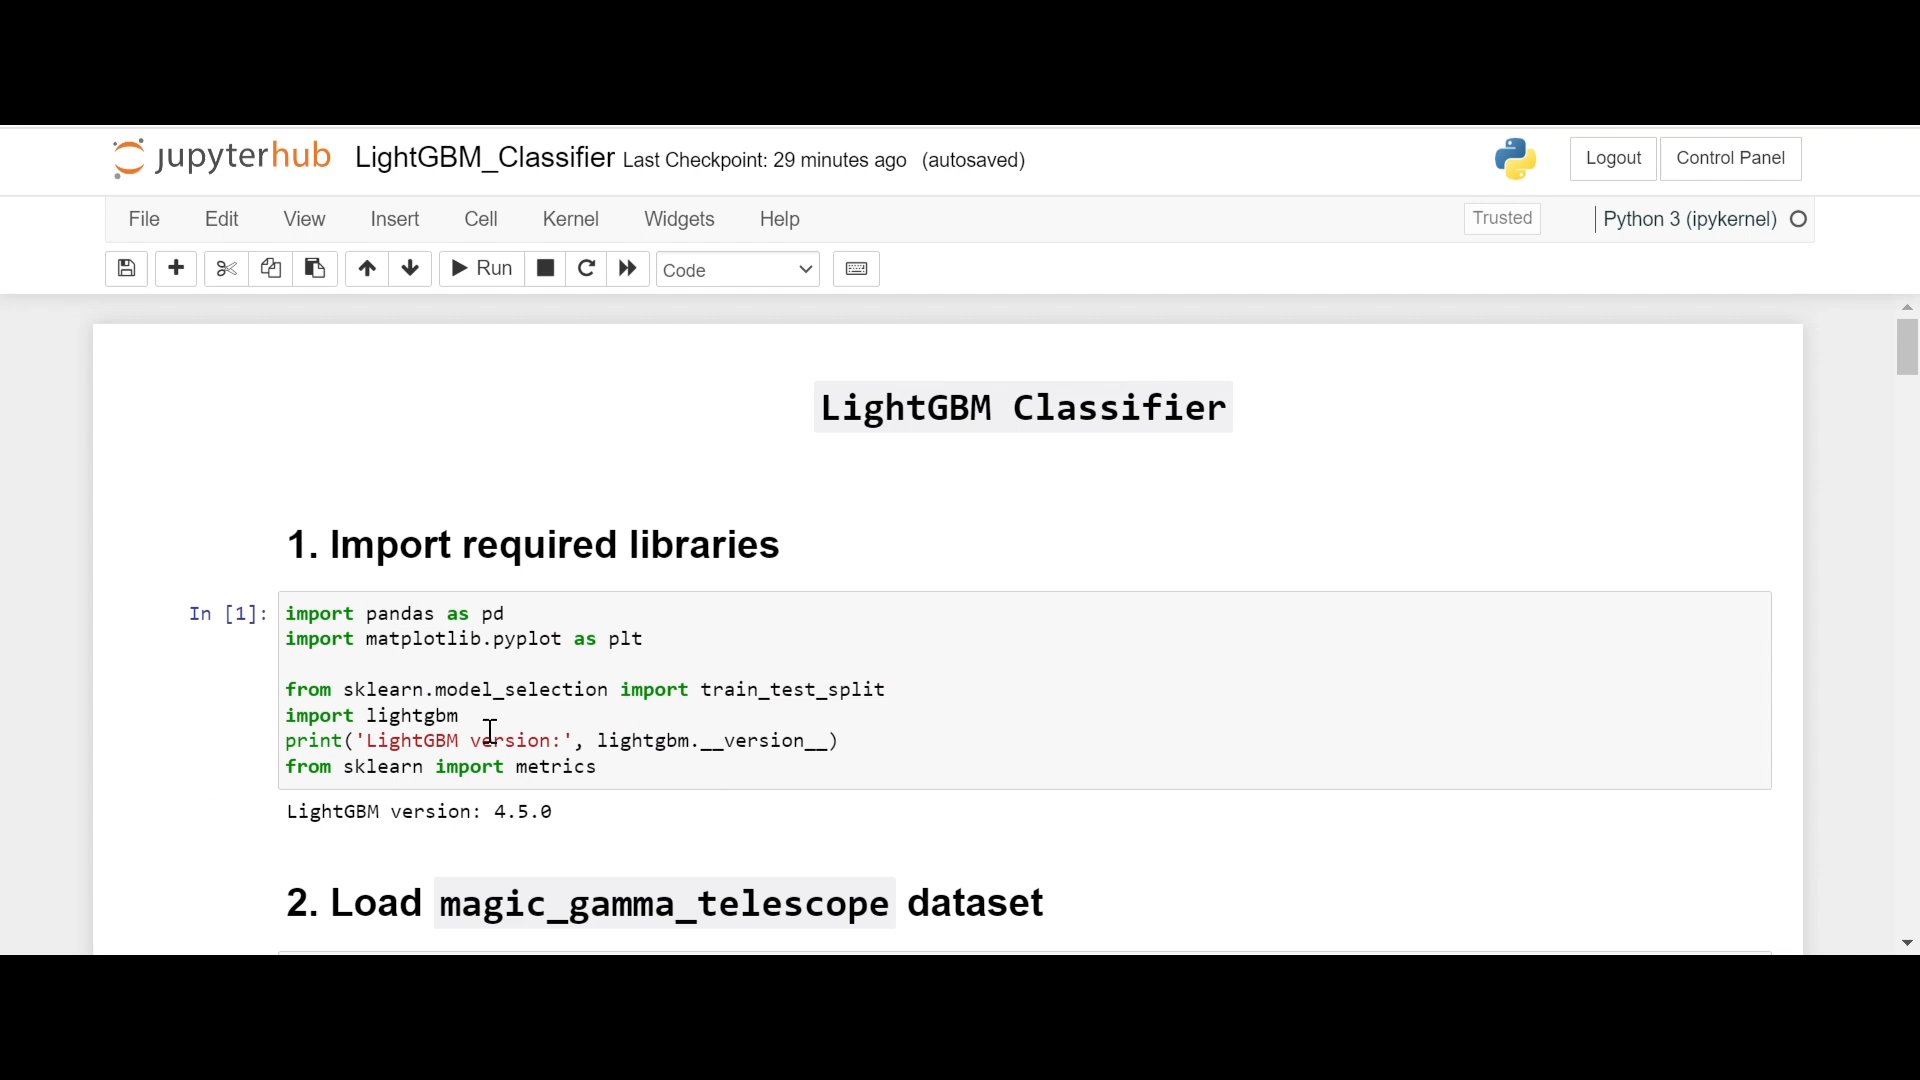 jupyterhub LightGBM_Classifier Last Checkpoint: 29 minutes ago (autosaved) Logout Control Panel
File Edit View Insert Cell Kernel Widgets Help Trusted Python 3 (ipykernel)
Run Code
LightGBM Classifier
1. Import required libraries
In [1]: import pandas as pd
import matplotlib.pyplot as plt
from sklearn.model_selection import train_test_split
import lightgbm
print('LightGBM version:', lightgbm.__version__)
from sklearn import metrics
LightGBM version: 4.5.0
2. Load magic_gamma_telescope dataset